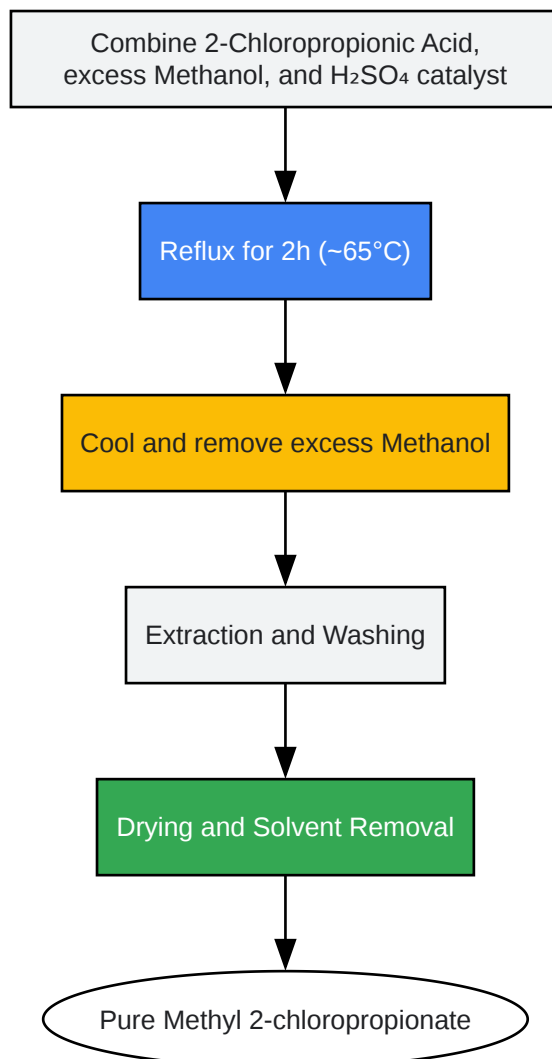 Combine 2-Chloropropionic Acid,
excess Methanol, and H₂SO₄ catalyst
Reflux for 2h (~65°C)
Cool and remove excess Methanol
Extraction and Washing
Drying and Solvent Removal
Pure Methyl 2-chloropropionate